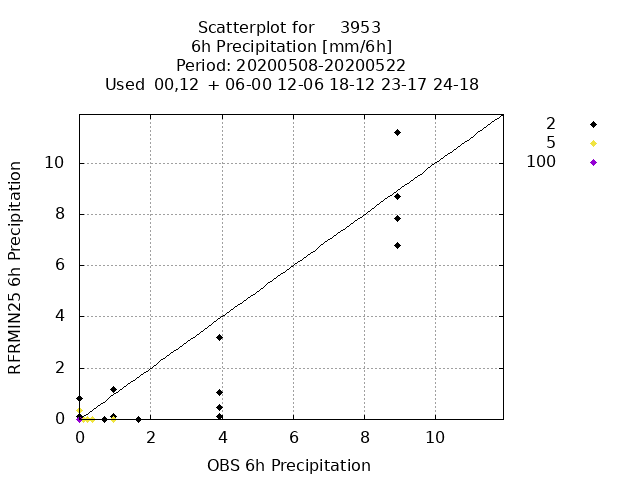 Scatterplot for 3953
6h Precipitation [mm/6h]
Period: 20200508-20200522
Used 00,12 + 06-00 12-06 18-12 23-17 24-18
2
5
100
RFRMIN25 6h Precipitation
10
8
6
4
2
0
0 2 4 6 8 10
OBS 6h Precipitation